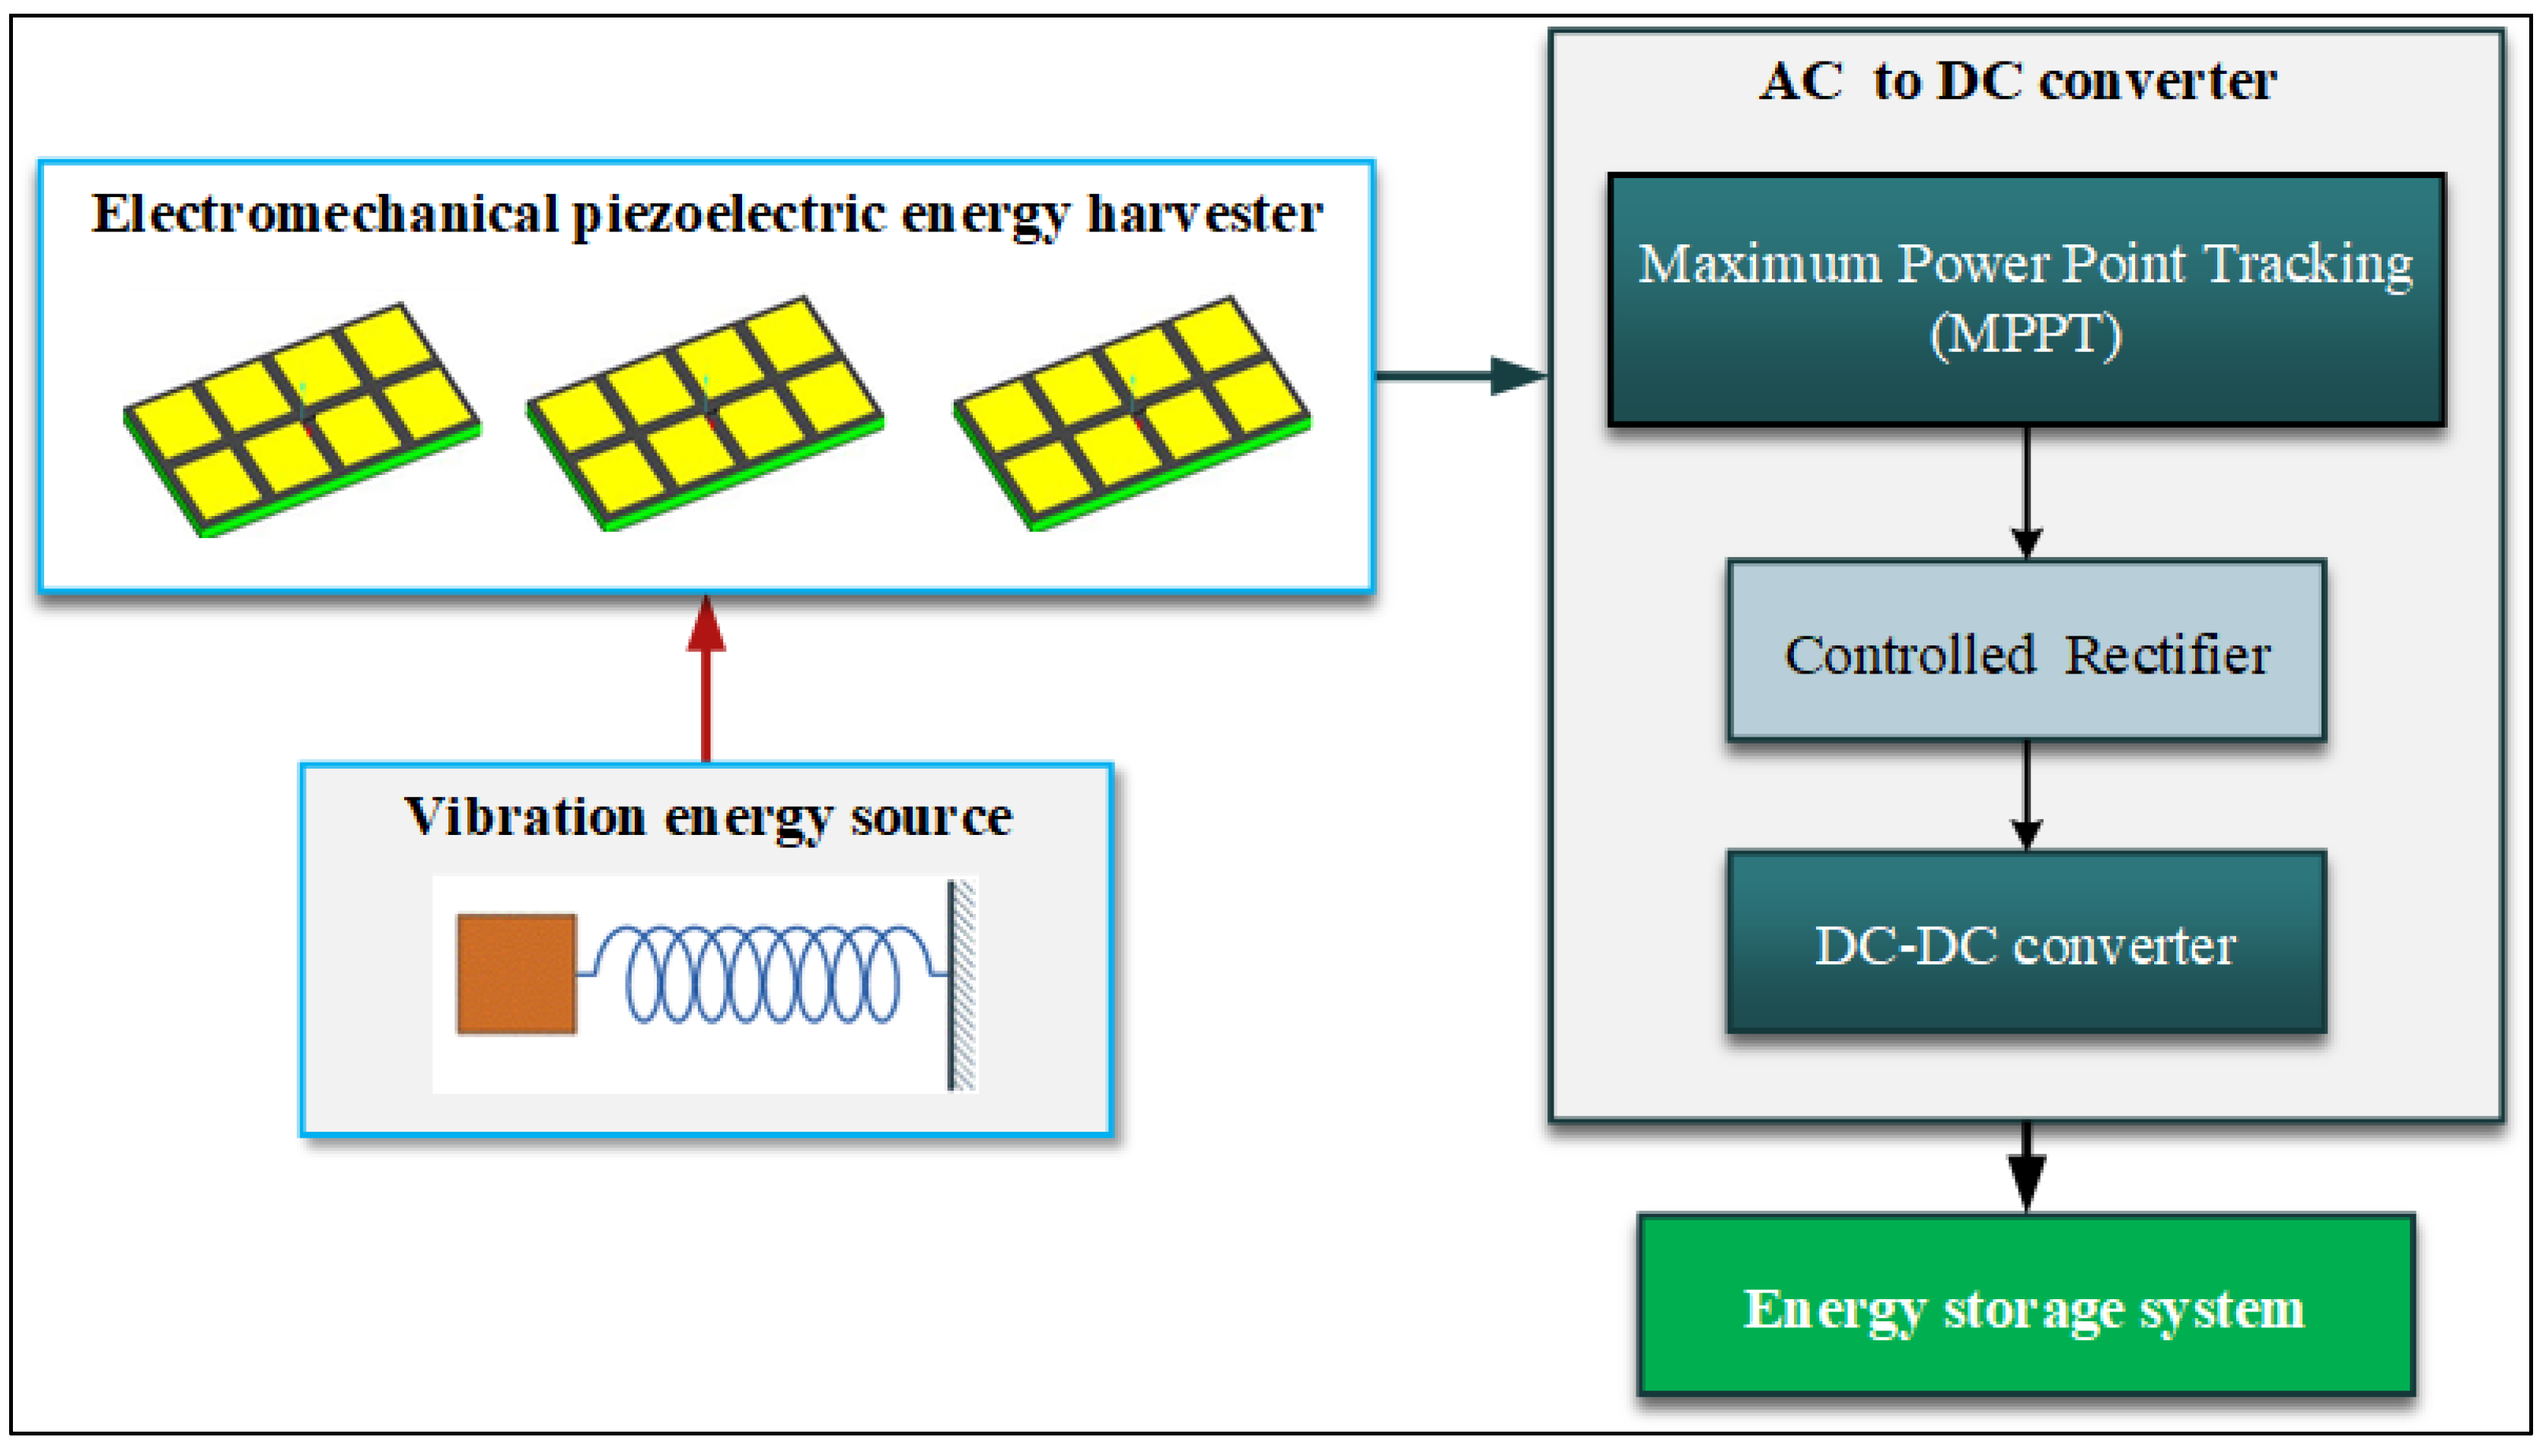 Electromechanical piezoelectric energy harvester
Vibration energy source
AC to DC converter
Maximum Power Point Tracking
(MPPT)
Controlled Rectifier
DC-DC converter
Energy storage system